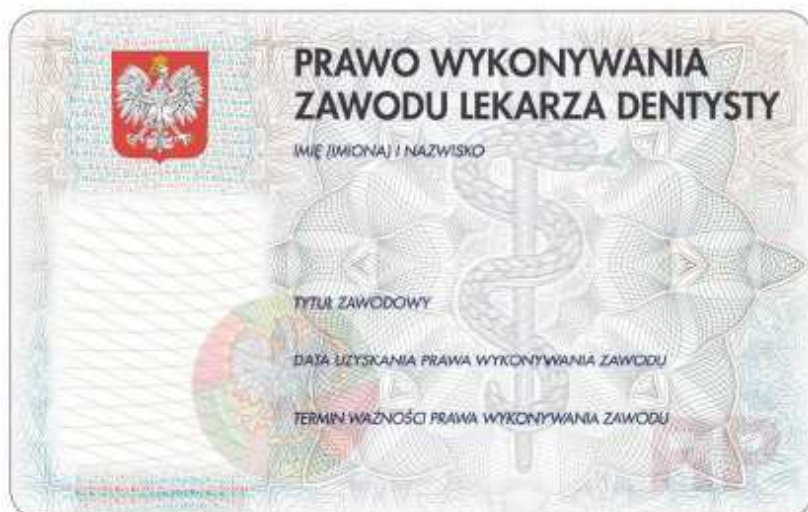 PRAWO WYKONYWANIA
ZAWODU LEKARZA DENTYSTY
IMIĘ (IMIONA) I NAZWISKO
TYTUŁ ZAWODOWY
DATA UZYSKANIA PRAWA WYKONYWANIA ZAWODU
TERMIN WAŻNOŚCI PRAWA WYKONYWANIA ZAWODU
RP